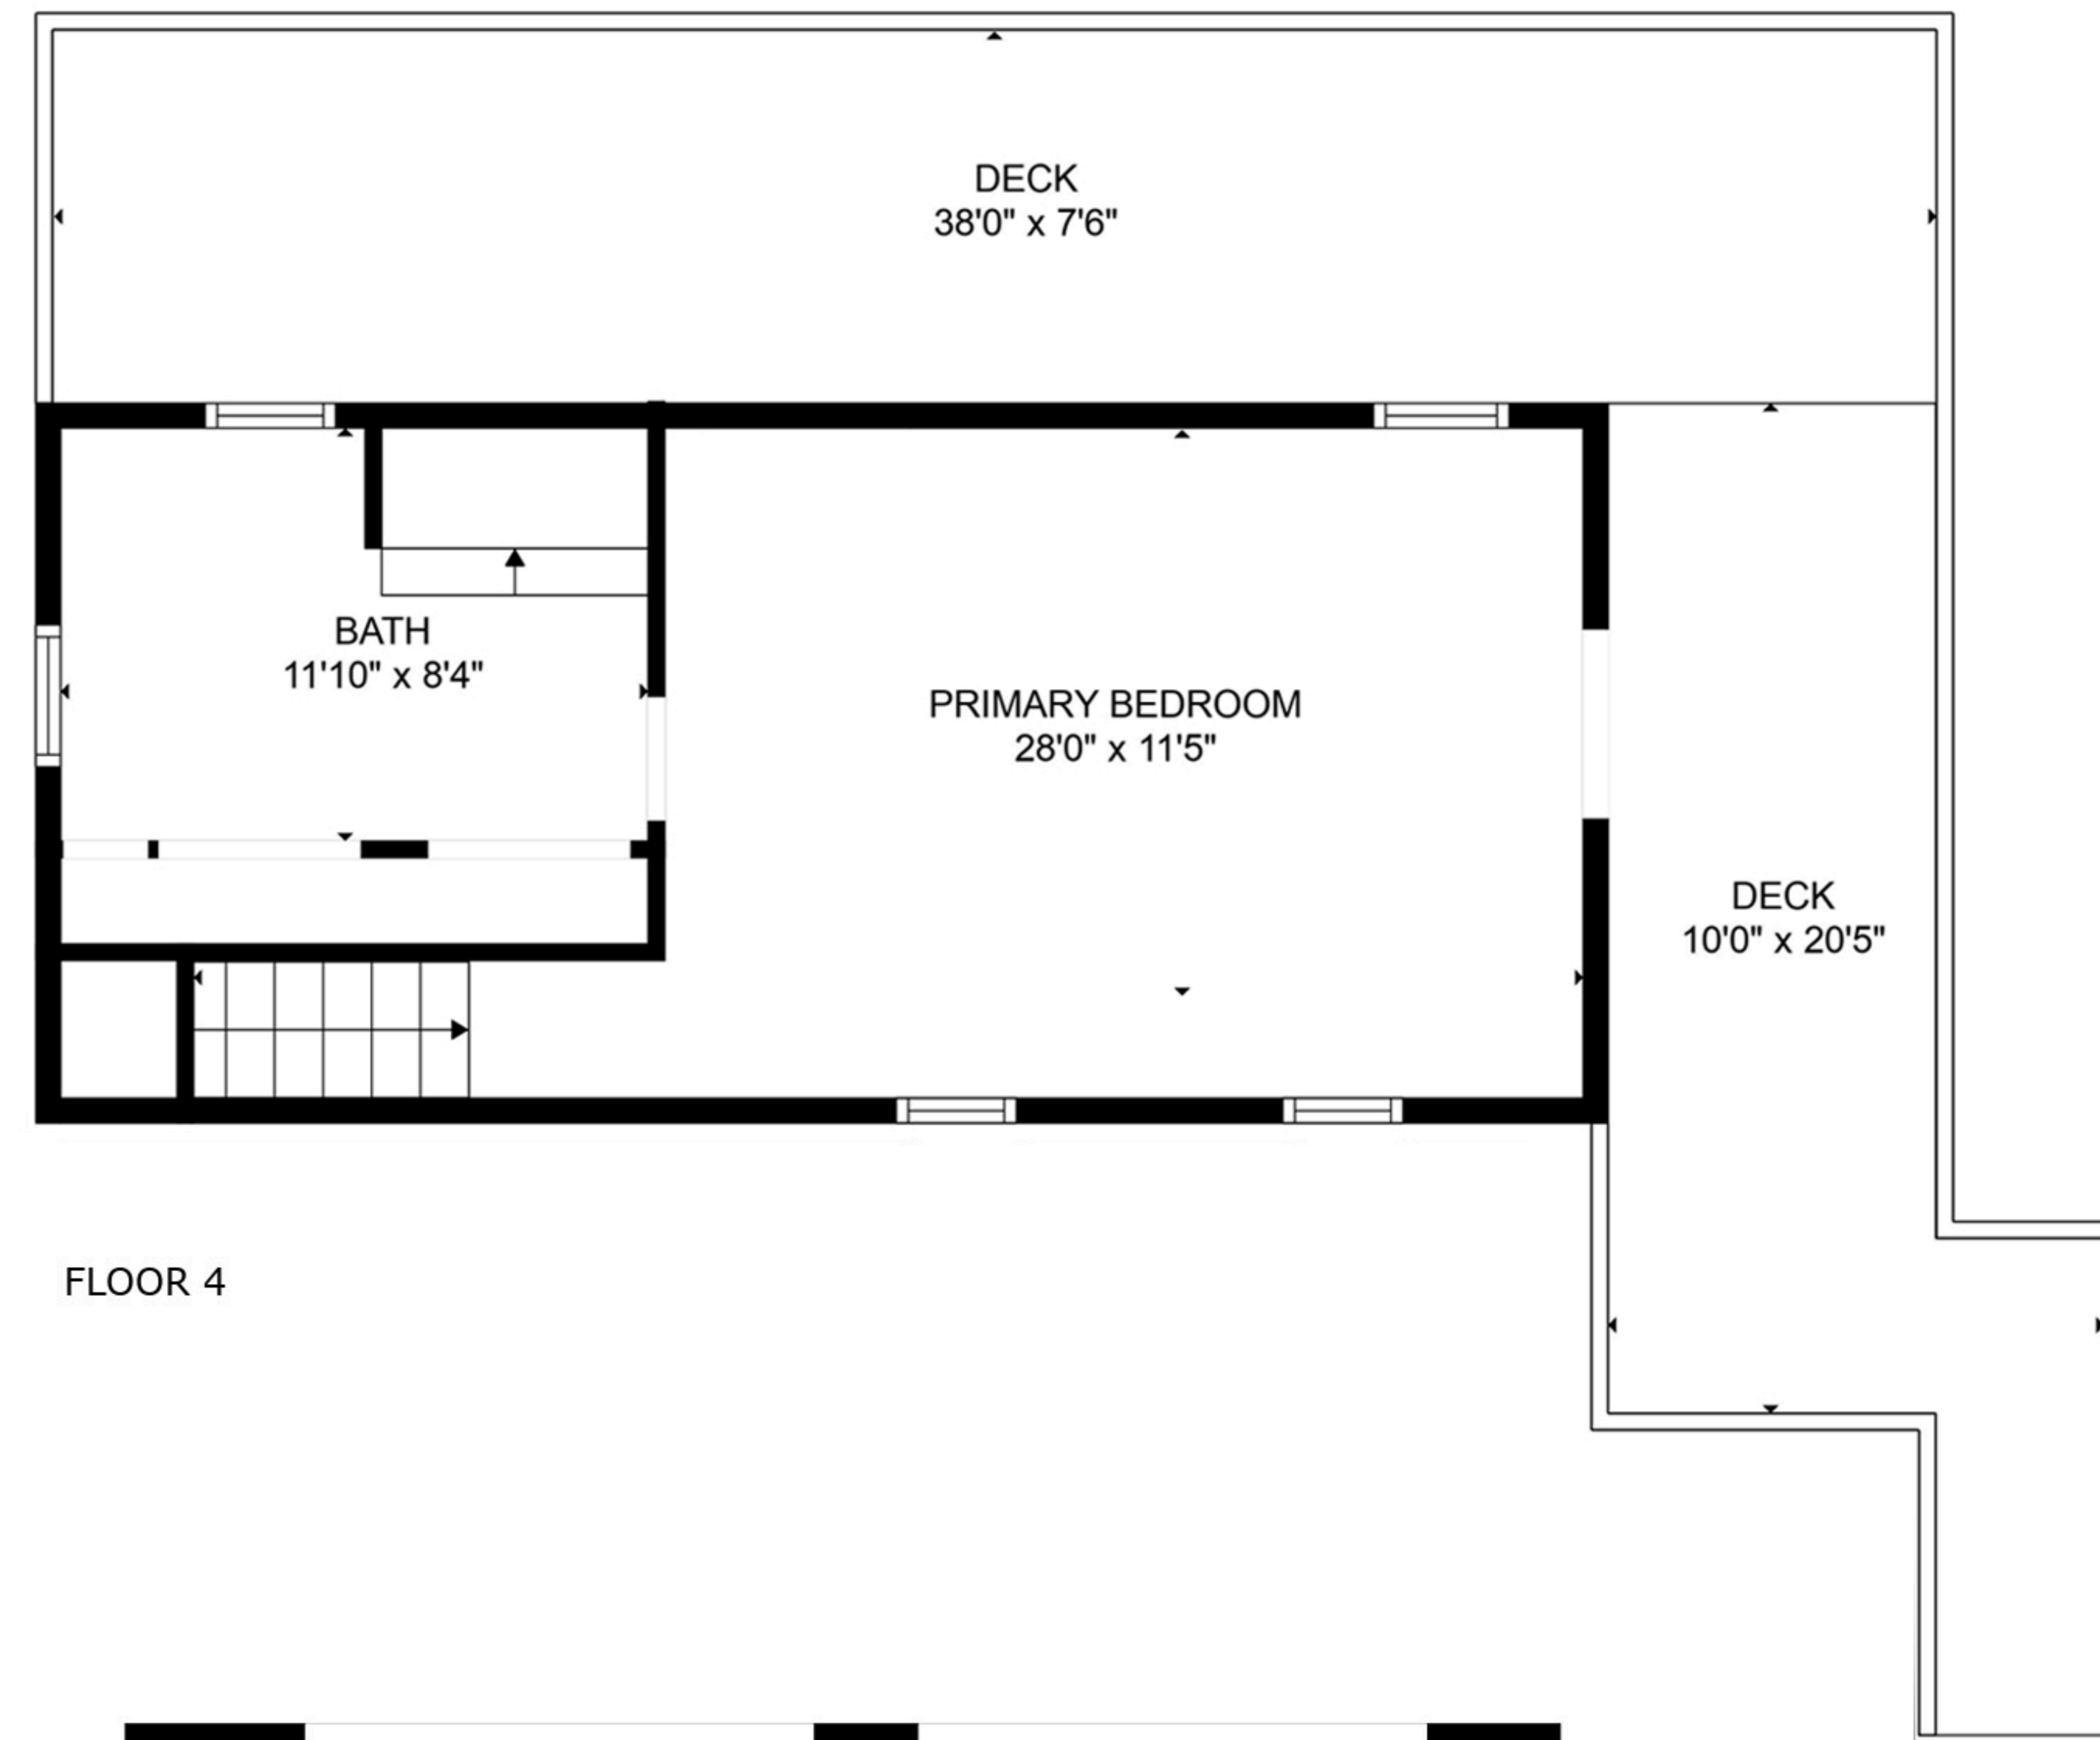 DECK
38'0" x 7'6"
BATH
11'10" x 8'4"
PRIMARY BEDROOM
28'0" x 11'5"
DECK
10'0" x 20'5"
FLOOR 4